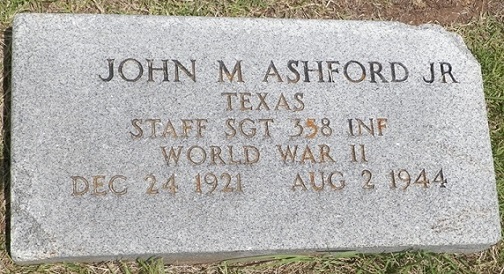 JOHN M ASHFORD JR
TEXAS
STAFF SGT 358 INF
WORLD WAR II
DEC 24 1921 AUG 2 1944